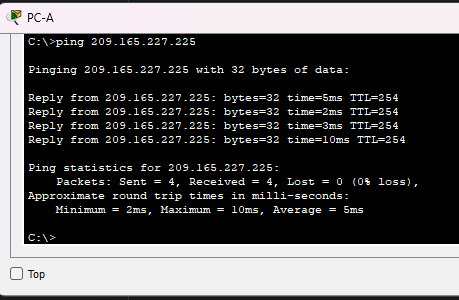 PC-A
C:\>ping 209.165.227.225
Pinging 209.165.227.225 with 32 bytes of data:
Reply from 209.165.227.225: bytes=32 time=5ms TTL=254
Reply from 209.165.227.225: bytes=32 time=2ms TTL=254
Reply from 209.165.227.225: bytes=32 time=3ms TTL=254
Reply from 209.165.227.225: bytes=32 time=10ms TTL=254
Ping statistics for 209.165.227.225:
Packets: Sent = 4, Received = 4, Lost = 0 (0% loss),
Approximate round trip times in milli-seconds:
Minimum = 2ms, Maximum = 10ms, Average = 5ms
C:\>
Top